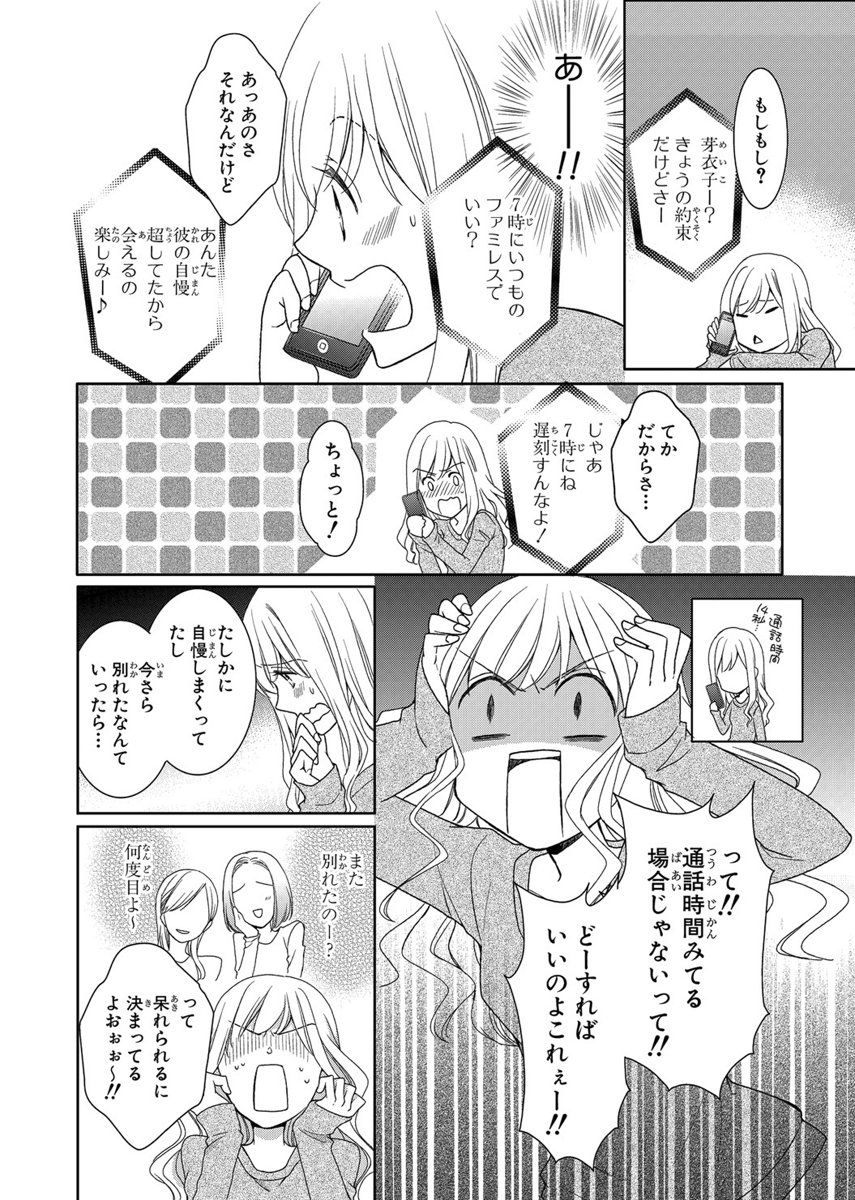 もしもし?
芽衣子ー?
きょうの約束
だけどさー
あー!!
7時にいつもの
ファミレスで
いい?
あっあのさ
それなんだけど
あんた
彼の自慢
超してたから
会えるの
楽しみー♪
てか
だからさ…
じゃあ
7時にね
遅刻すんなよ!
ちょっと!
通話時間
14秒…
って!!
通話時間みてる
場合じゃないって!!
どーすれば
いいのよこれぇー!!
たしかに
自慢しまくって
たし
今さら
別れたなんて
いったら…
また
別れたのー?
何度目よ〜
って
呆れられるに
決まってる
よおぉぉ〜!!